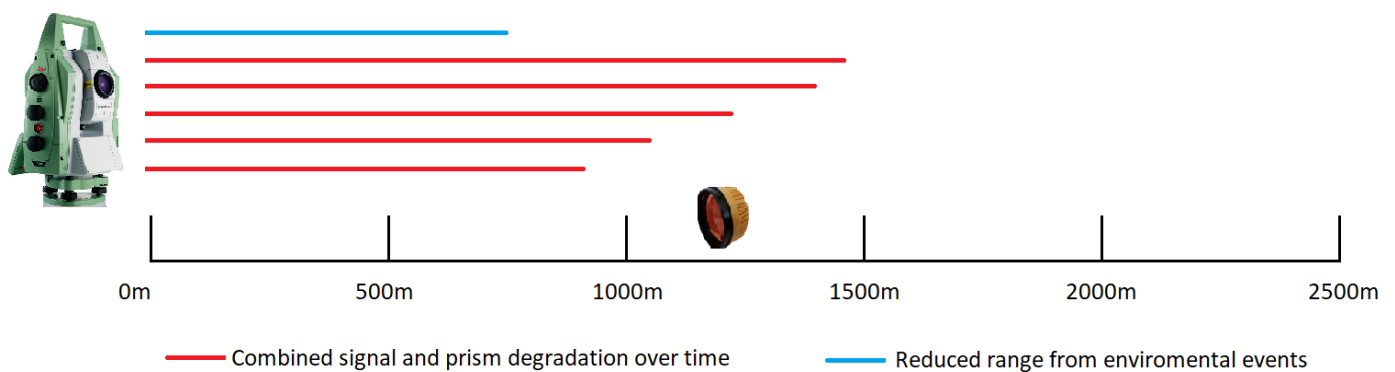 0m 500m 1000m 1500m 2000m 2500m
Combined signal and prism degradation over time Reduced range from enviromental events